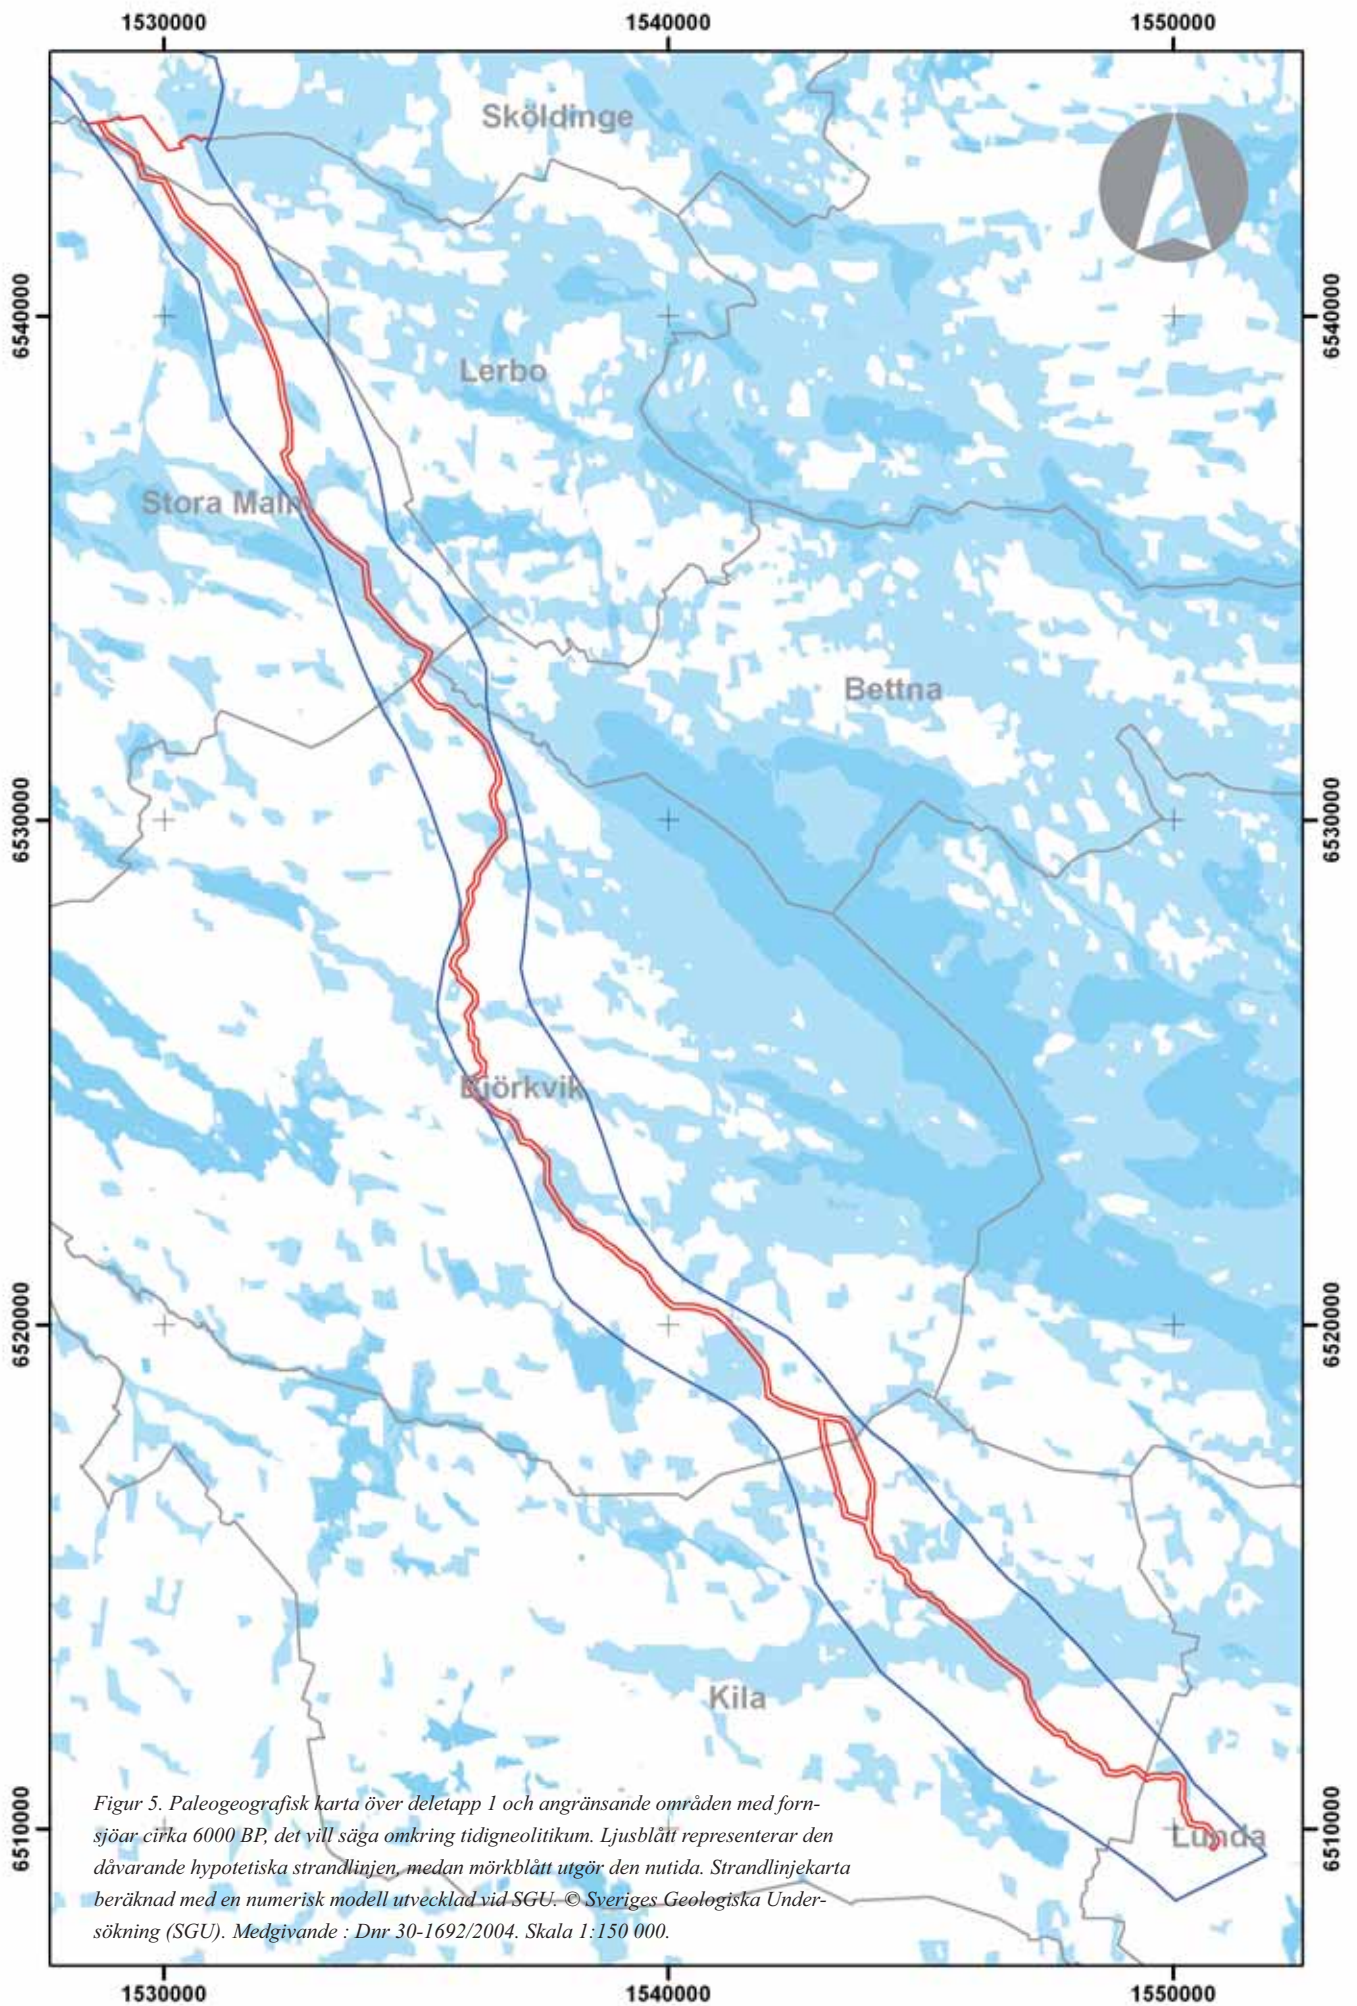 1530000 1540000 1550000
Sköldinge
6540000 6540000
Lerbo
Stora Malm
Bettna
6530000 6530000
Björkvik
6520000 6520000
Kila
Figur 5. Paleogeografisk karta över deletapp 1 och angränsande områden med forn-
sjöar cirka 6000 BP, det vill säga omkring tidigneolitikum. Ljusblått representerar den
6510000 6510000
Lunda
dåvarande hypotetiska strandlinjen, medan mörkblått utgör den nutida. Strandlinjekarta
beräknad med en numerisk modell utvecklad vid SGU. © Sveriges Geologiska Under-
sökning (SGU). Medgivande : Dnr 30-1692/2004. Skala 1:150 000.
1530000 1540000 1550000